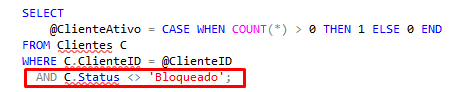 SELECT
@ClienteAtivo = CASE WHEN COUNT(*) > 0 THEN 1 ELSE 0 END
FROM Clientes C
WHERE C.ClienteID = @ClienteID
AND C.Status <> 'Bloqueado';